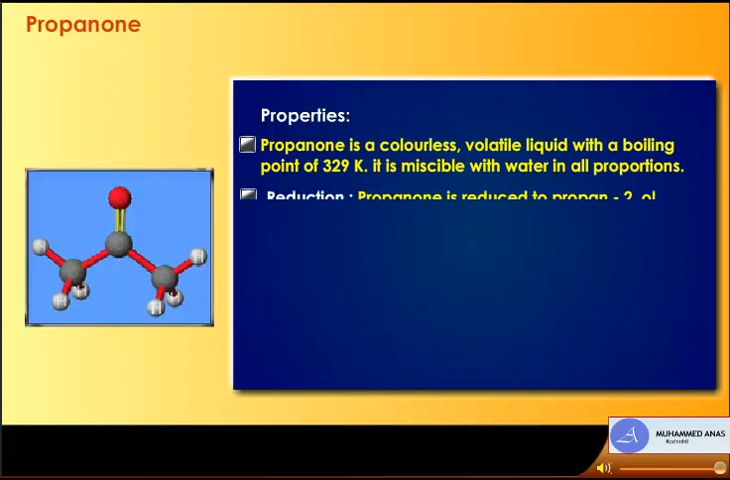 Propanone
Properties:
Propanone is a colourless, volatile liquid with a boiling
point of 329 K. it is miscible with water in all proportions.
Reduction : Propanone is reduced to propan - 2, ol
MUHAMMED ANAS